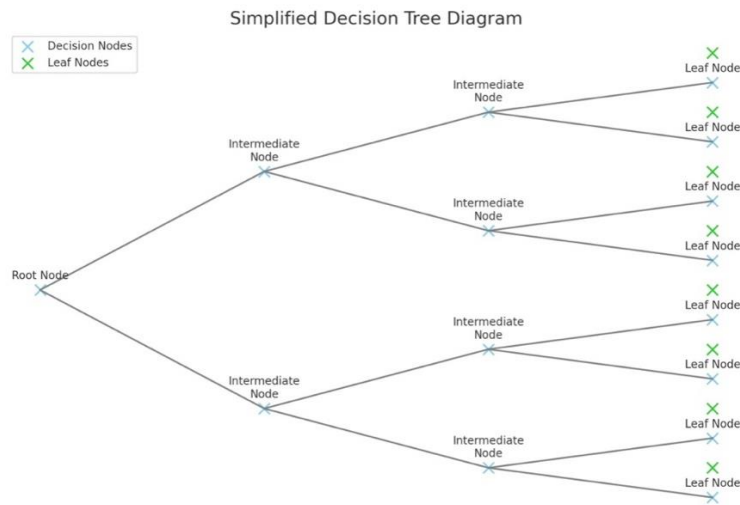 Simplified Decision Tree Diagram
Decision Nodes
Leaf Nodes
Leaf Node
Intermediate
Node
Leaf Node
Intermediate
Node
Leaf Node
Intermediate
Node
Leaf Node
Root Node
Leaf Node
Intermediate
Node
Leaf Node
Intermediate
Node
Leaf Node
Intermediate
Node
Leaf Node